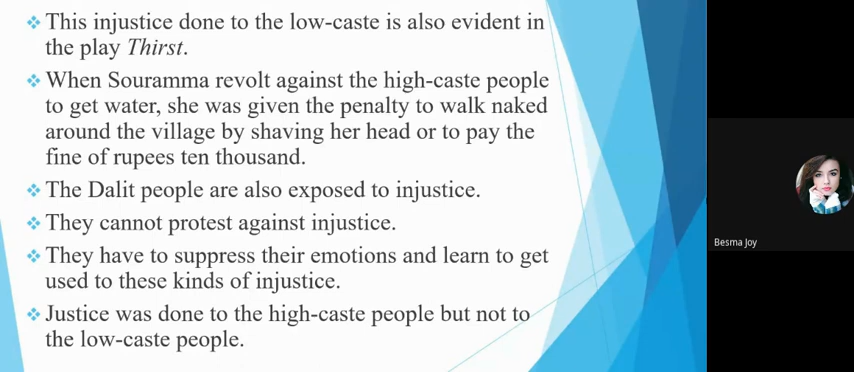 ❖ This injustice done to the low-caste is also evident in
the play Thirst.
❖ When Souramma revolt against the high-caste people
to get water, she was given the penalty to walk naked
around the village by shaving her head or to pay the
fine of rupees ten thousand.
❖ The Dalit people are also exposed to injustice.
❖ They cannot protest against injustice.
❖ They have to suppress their emotions and learn to get
used to these kinds of injustice.
❖ Justice was done to the high-caste people but not to
the low-caste people.
Besma Joy